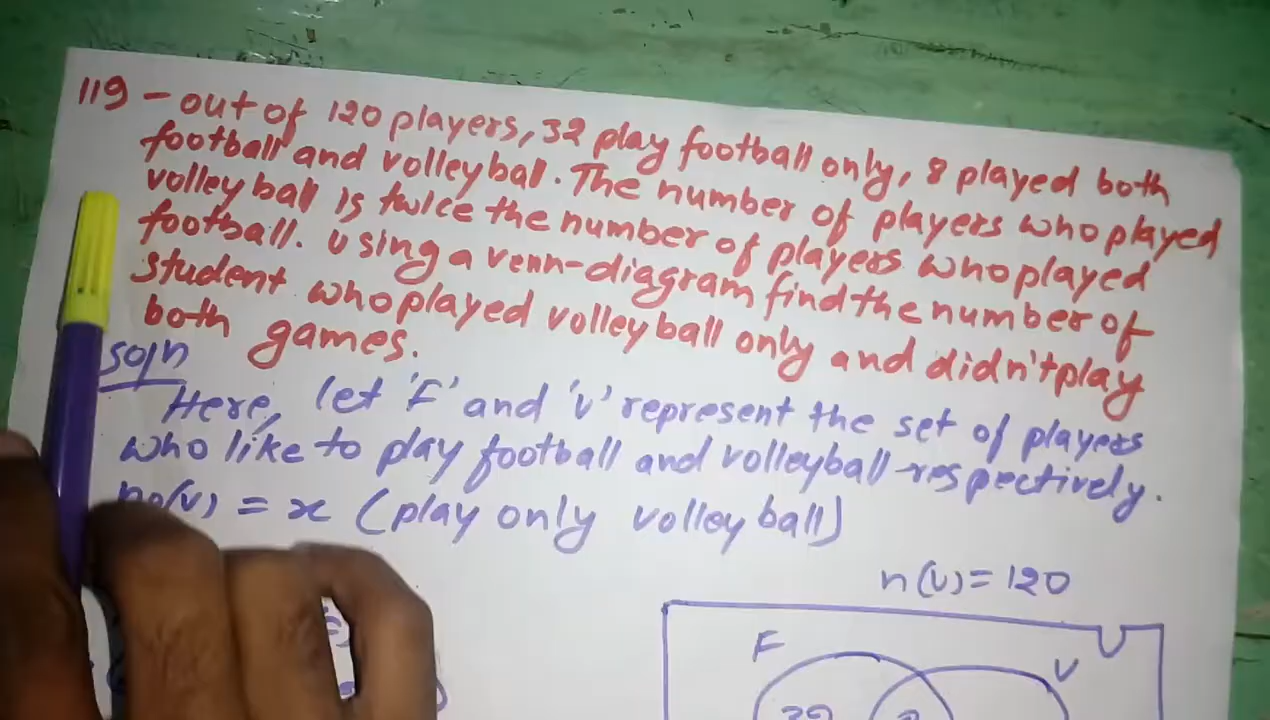 119 - out of 120 players, 32 play football only, 8 played both
football and volleybal. The number of players who played
volleyball is twice the number of players who played
football. Using a venn-diagram find the number of
student who played volleyball only and didn't play
both games.
soln
Here, let 'F' and 'v' represent the set of players
who like to play football and volleyball respectively.
no(v) = x (play only volleyball)
n(U) = 120
U
F
V
32